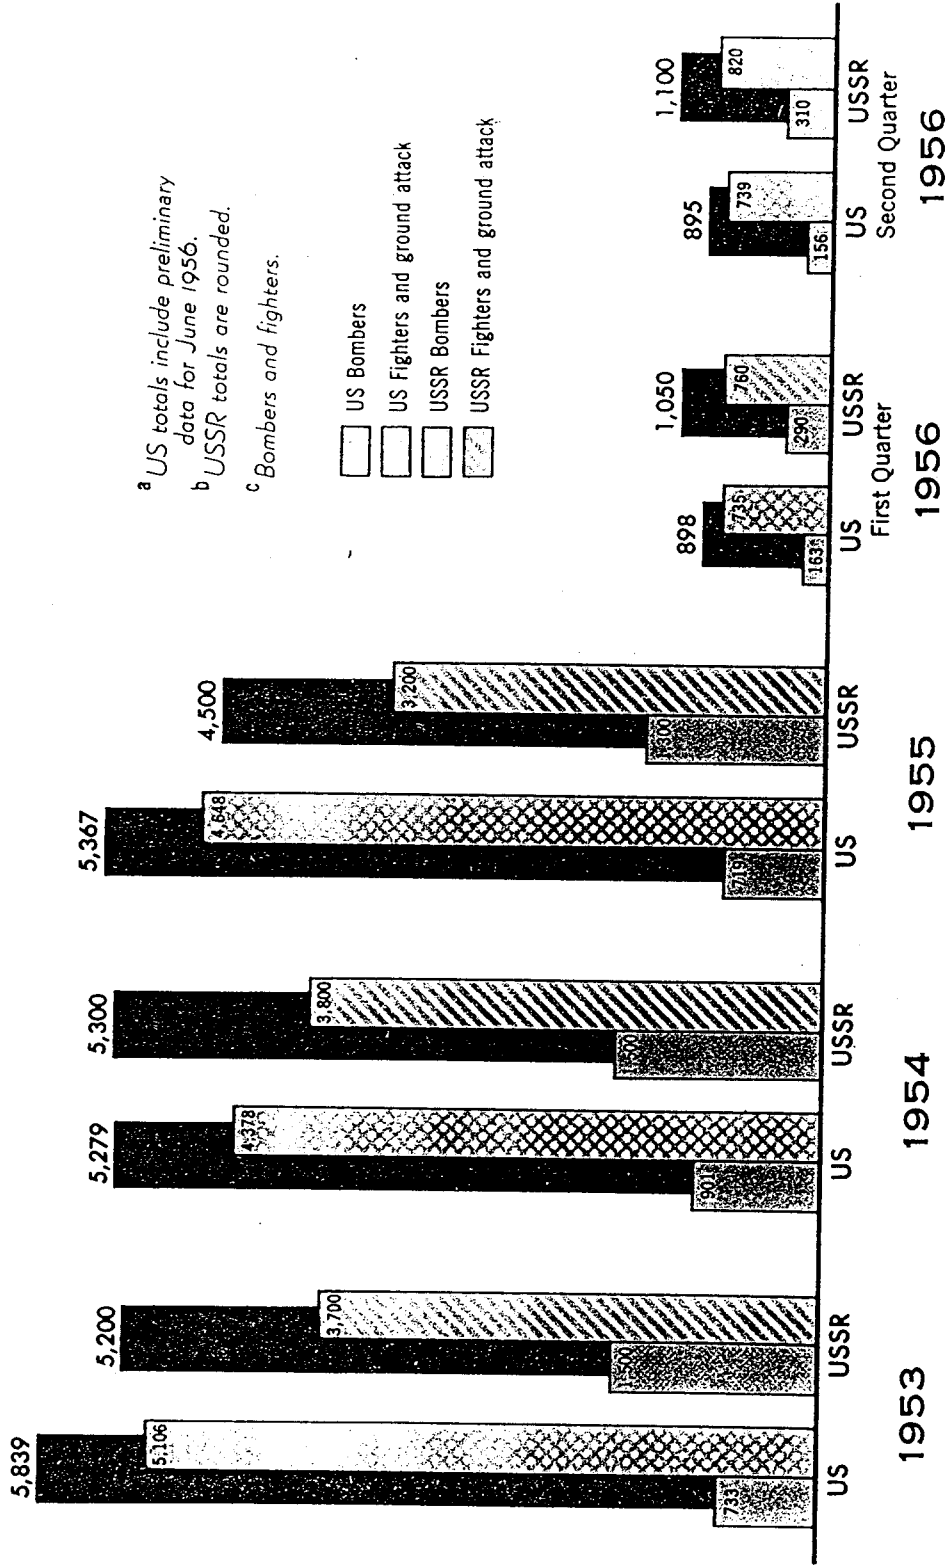 a US totals include preliminary
data for June 1956.
b USSR totals are rounded.
c Bombers and fighters.
US Bombers
US Fighters and ground attack
USSR Bombers
USSR Fighters and ground attack
5,839
5,106
733
US
5,200
3,700
1,500
USSR
1953
5,279
4,378
901
US
5,300
3,800
1,500
USSR
1954
5,367
4,648
719
US
4,500
3,200
USSR
1955
898
735
163
US
1,050
760
290
USSR
First Quarter
1956
895
739
156
US
1,100
820
310
USSR
Second Quarter
1956